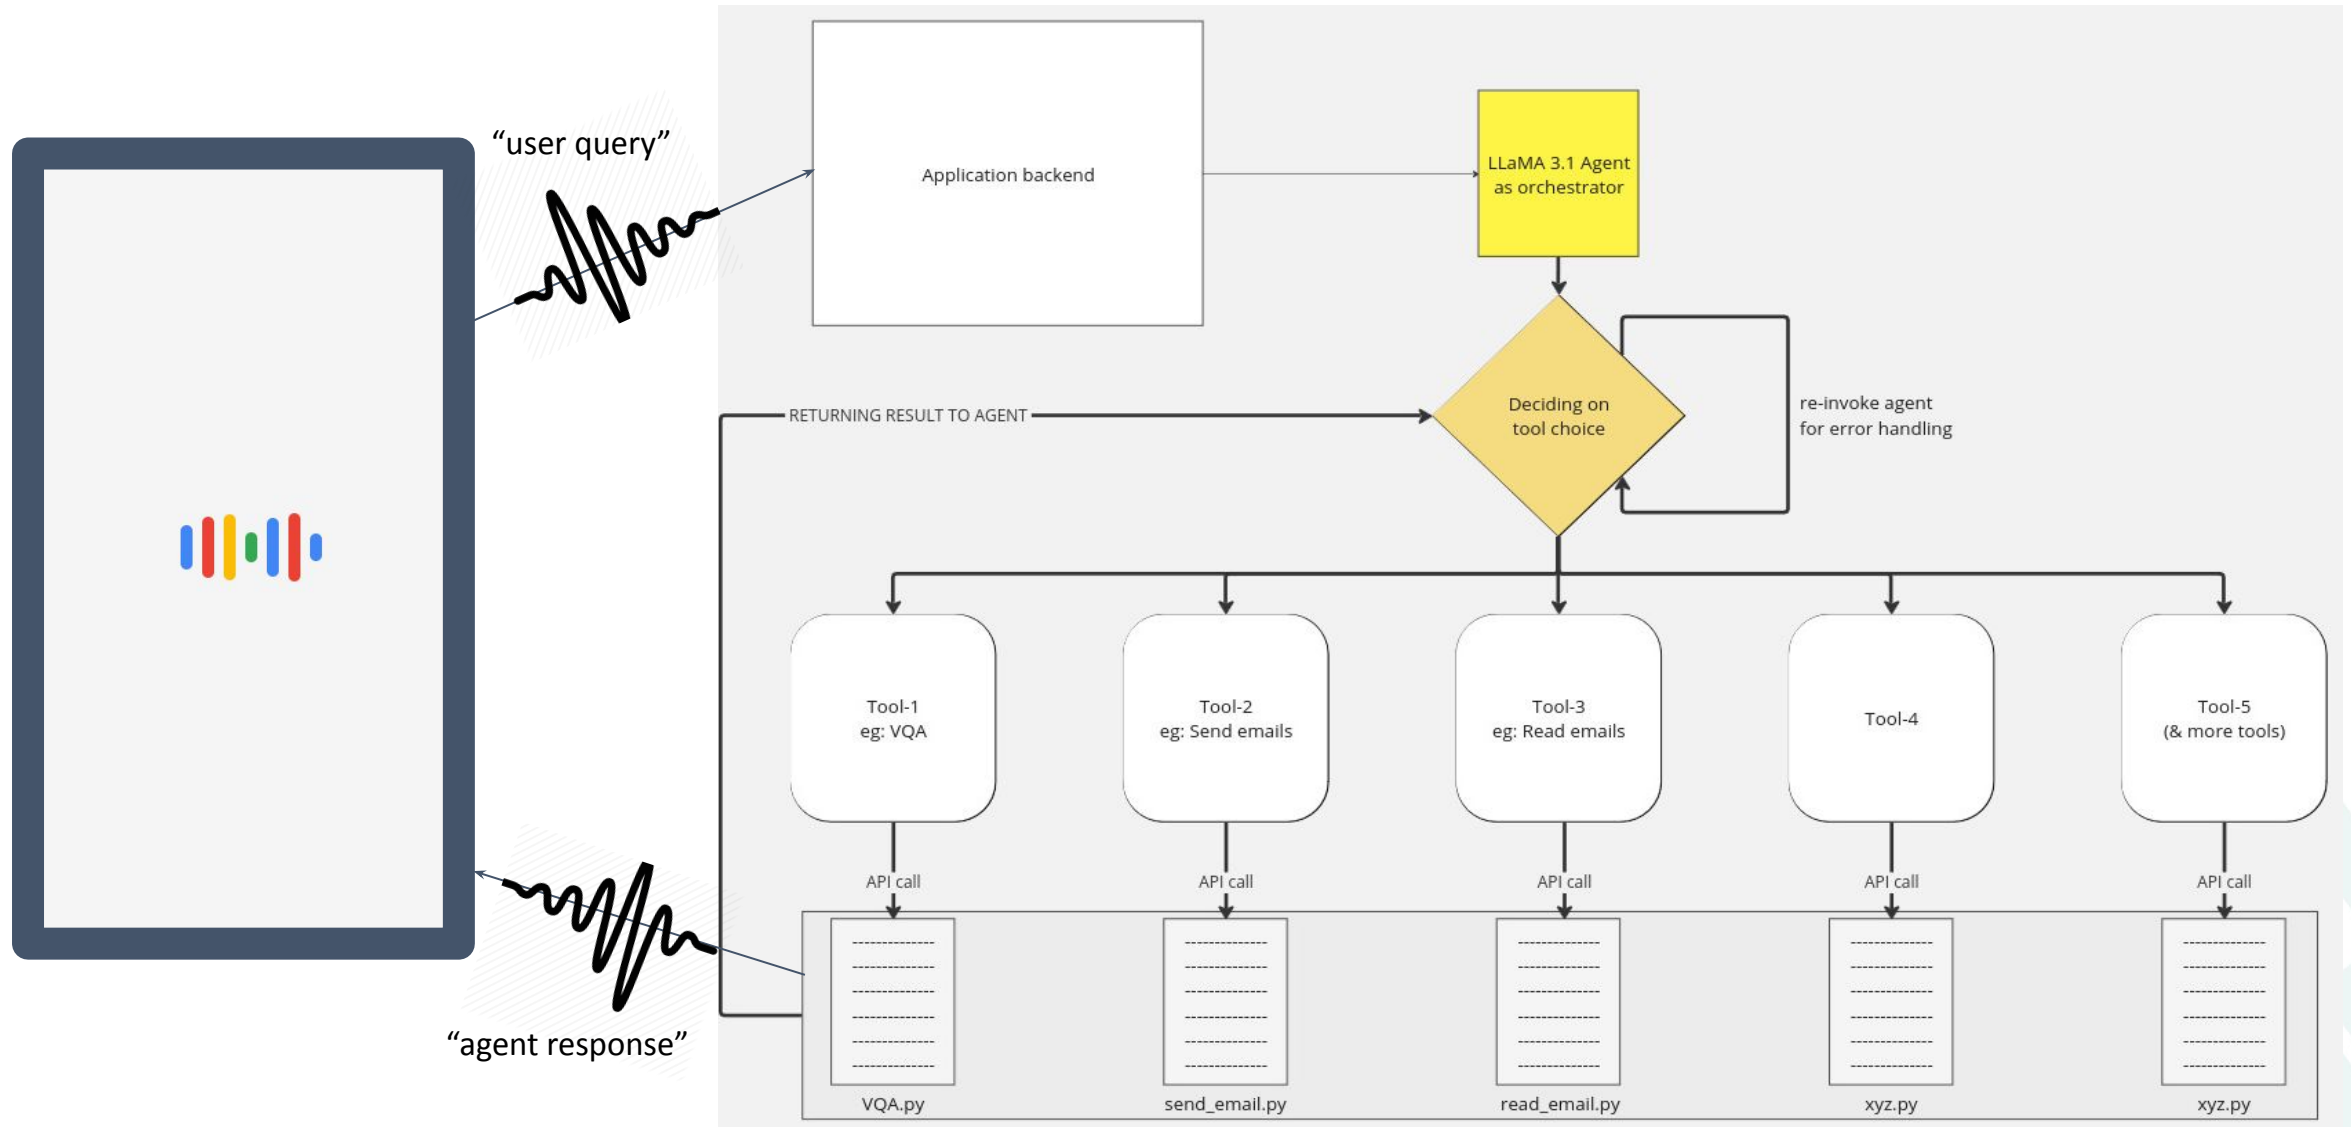 “user query”
Application backend
LLaMA 3.1 Agent
as orchestrator
RETURNING RESULT TO AGENT
Deciding on
tool choice
re-invoke agent
for error handling
Tool-1
eg: VQA
Tool-2
eg: Send emails
Tool-3
eg: Read emails
Tool-4
Tool-5
(& more tools)
API call
API call
API call
API call
API call
“agent response”
VQA.py
send_email.py
read_email.py
xyz.py
xyz.py